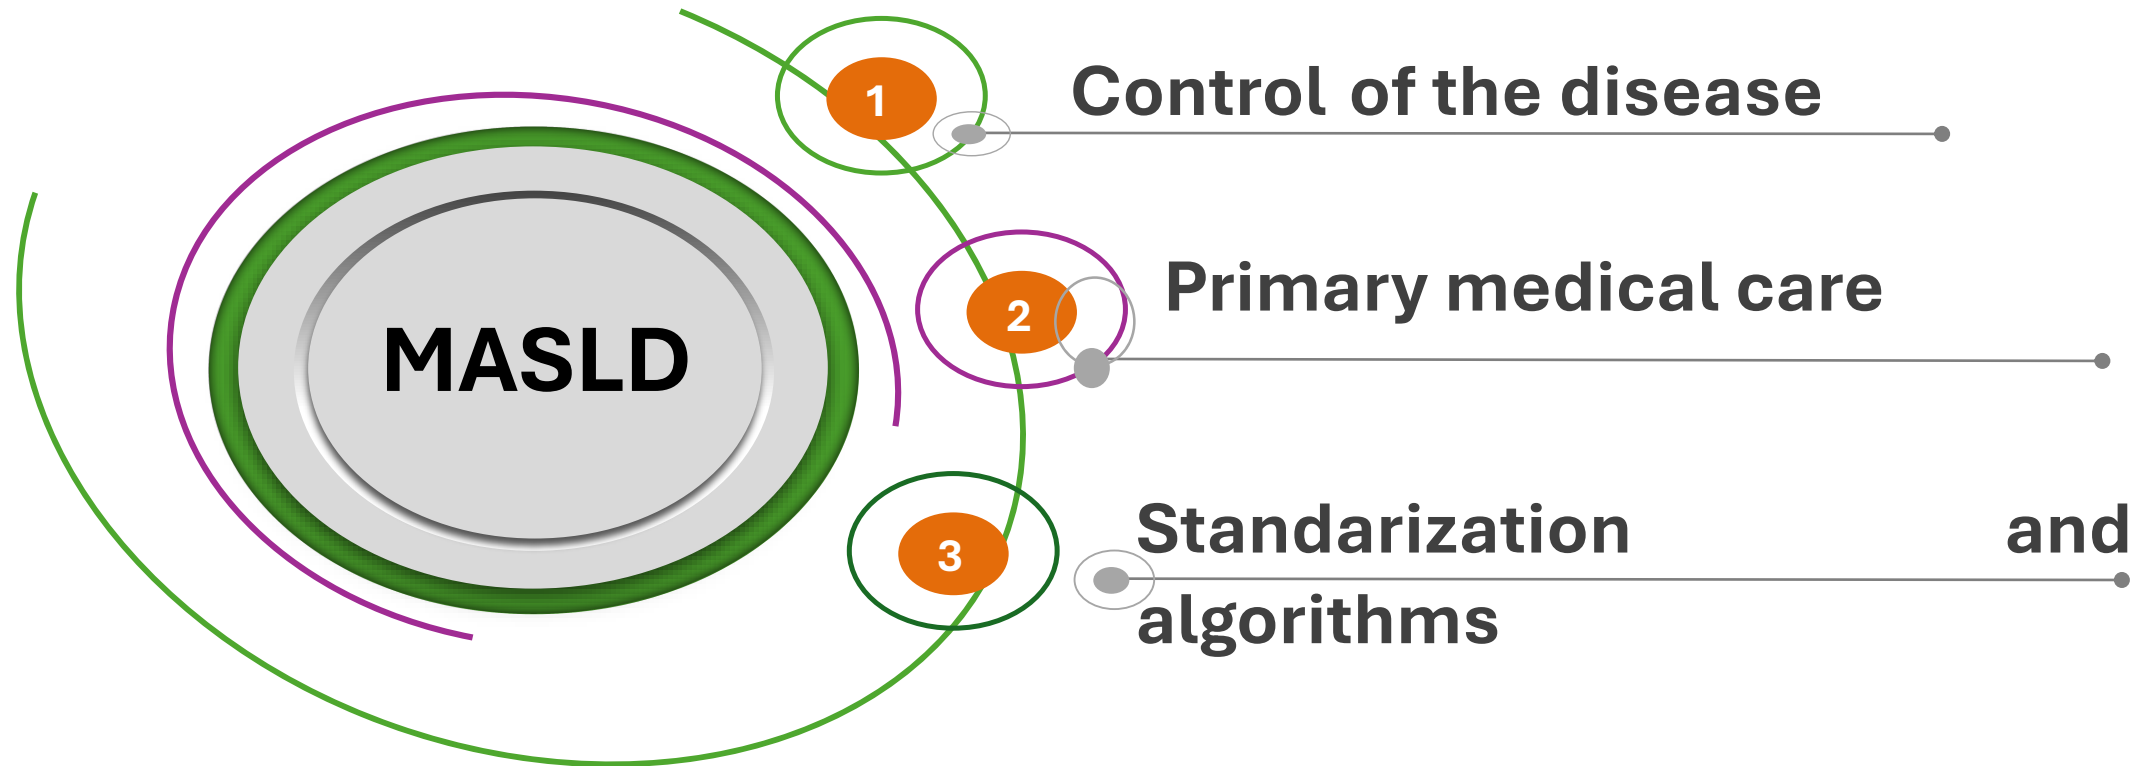 MASLD
1
Control of the disease
2
Primary medical care
3
Standarization and
algorithms